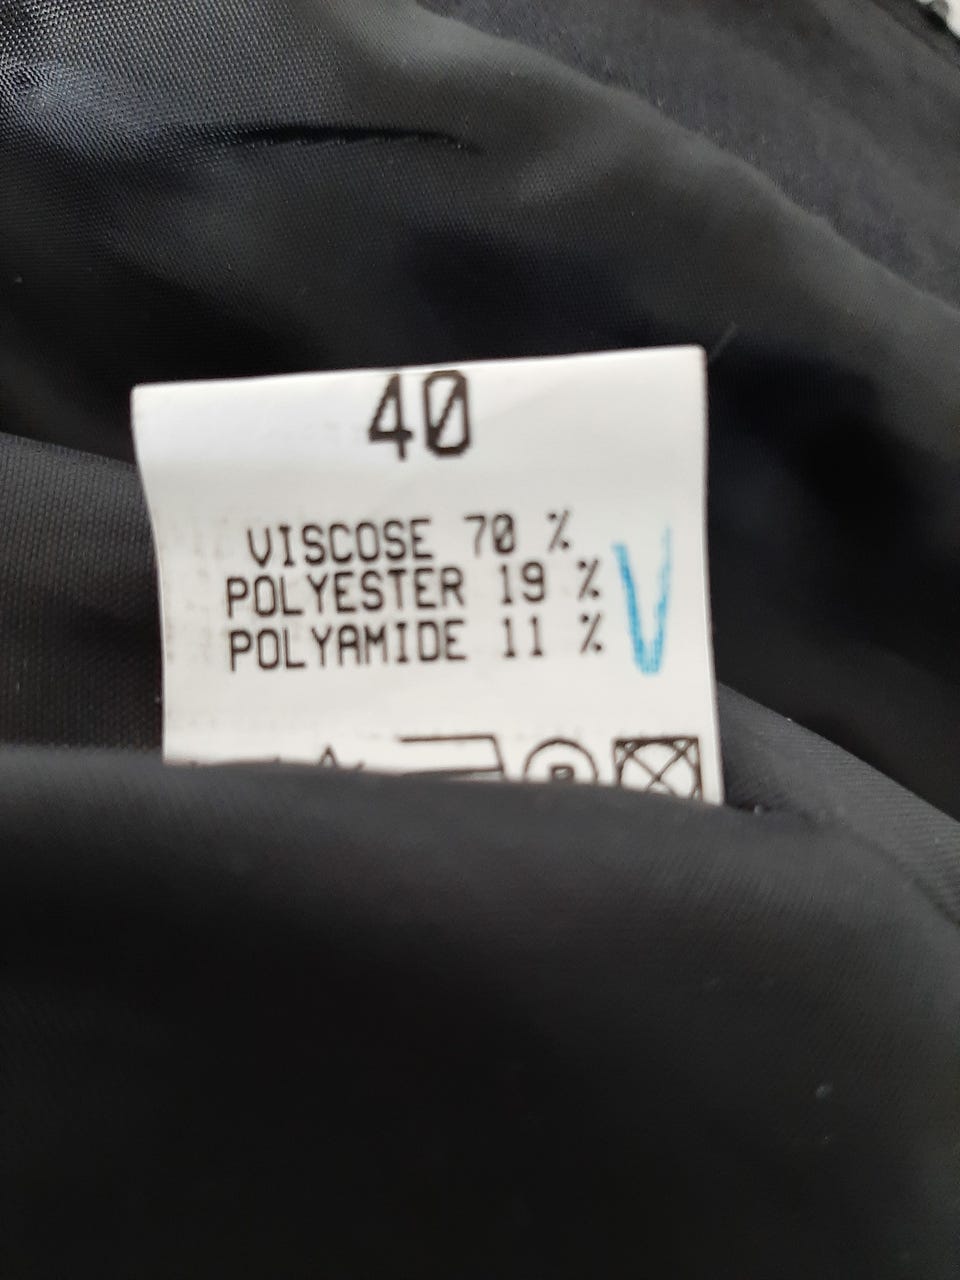 40
VISCOSE 70 %
POLYESTER 19 %
POLYAMIDE 11 %
V